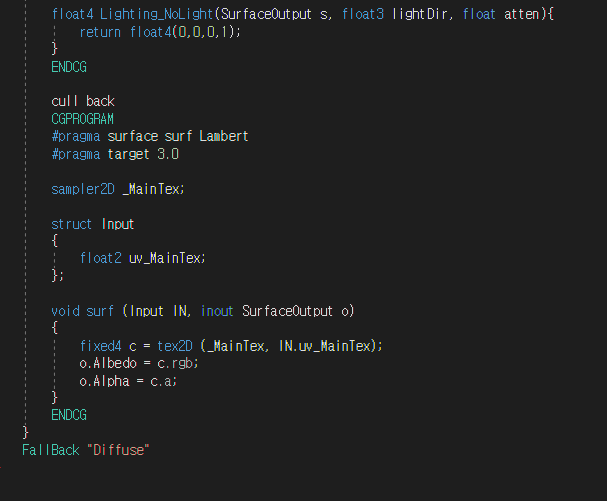 float4 Lighting_NoLight(SurfaceOutput s, float3 lightDir, float atten){
return float4(0,0,0,1);
}
ENDCG
cull back
CGPROGRAM
#pragma surface surf Lambert
#pragma target 3.0
sampler2D _MainTex;
struct Input
{
float2 uv_MainTex;
};
void surf (Input IN, inout SurfaceOutput o)
{
fixed4 c = tex2D (_MainTex, IN.uv_MainTex);
o.Albedo = c.rgb;
o.Alpha = c.a;
}
ENDCG
}
FallBack "Diffuse"